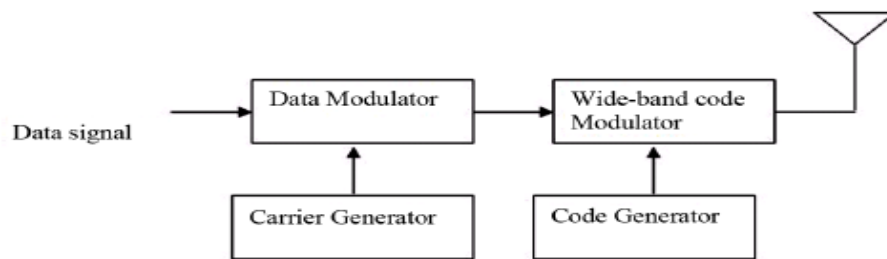 Data Modulator
Wide-band code
Modulator
Data signal
Carrier Generator
Code Generator